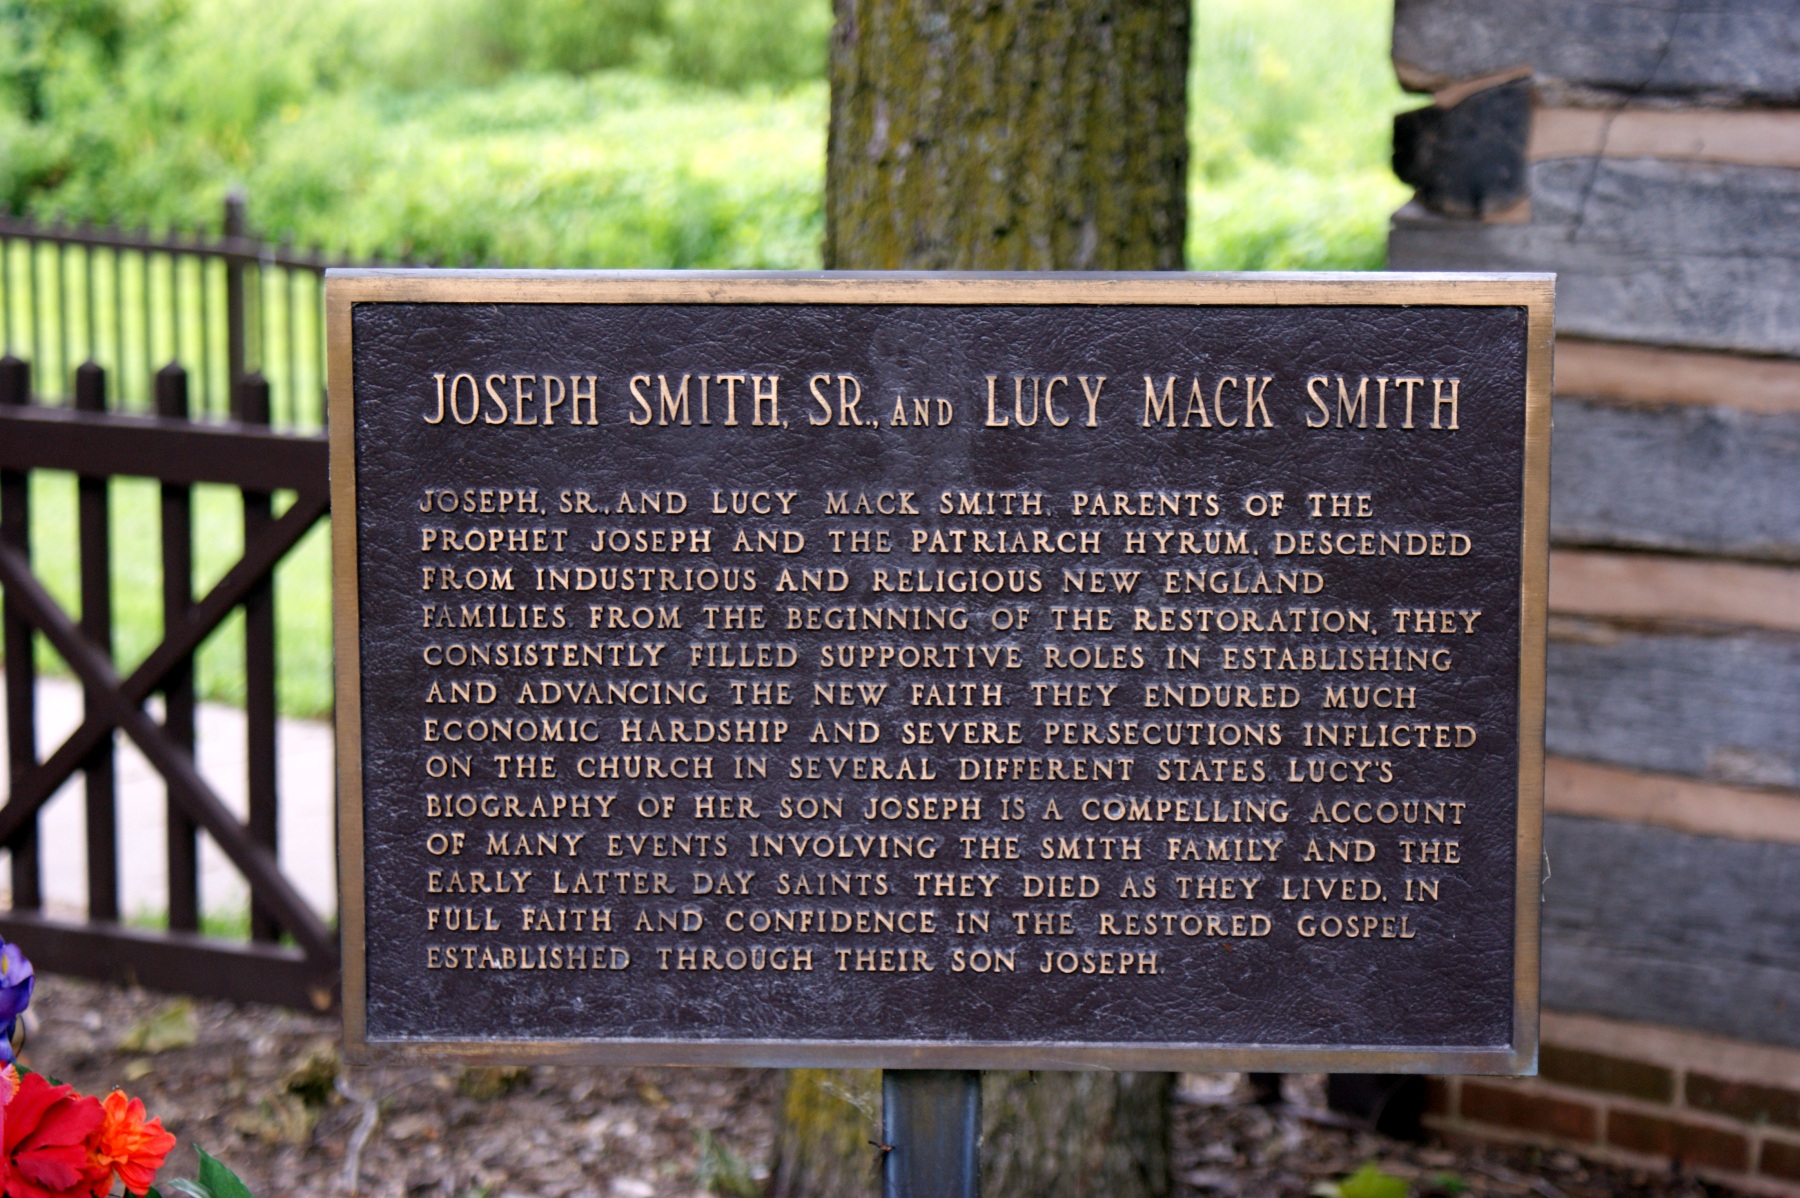 JOSEPH SMITH, SR., AND LUCY MACK SMITH
JOSEPH, SR., AND LUCY MACK SMITH, PARENTS OF THE
PROPHET JOSEPH AND THE PATRIARCH HYRUM, DESCENDED
FROM INDUSTRIOUS AND RELIGIOUS NEW ENGLAND
FAMILIES. FROM THE BEGINNING OF THE RESTORATION, THEY
CONSISTENTLY FILLED SUPPORTIVE ROLES IN ESTABLISHING
AND ADVANCING THE NEW FAITH. THEY ENDURED MUCH
ECONOMIC HARDSHIP AND SEVERE PERSECUTIONS INFLICTED
ON THE CHURCH IN SEVERAL DIFFERENT STATES. LUCY'S
BIOGRAPHY OF HER SON JOSEPH IS A COMPELLING ACCOUNT
OF MANY EVENTS INVOLVING THE SMITH FAMILY AND THE
EARLY LATTER DAY SAINTS. THEY DIED AS THEY LIVED, IN
FULL FAITH AND CONFIDENCE IN THE RESTORED GOSPEL
ESTABLISHED THROUGH THEIR SON JOSEPH.